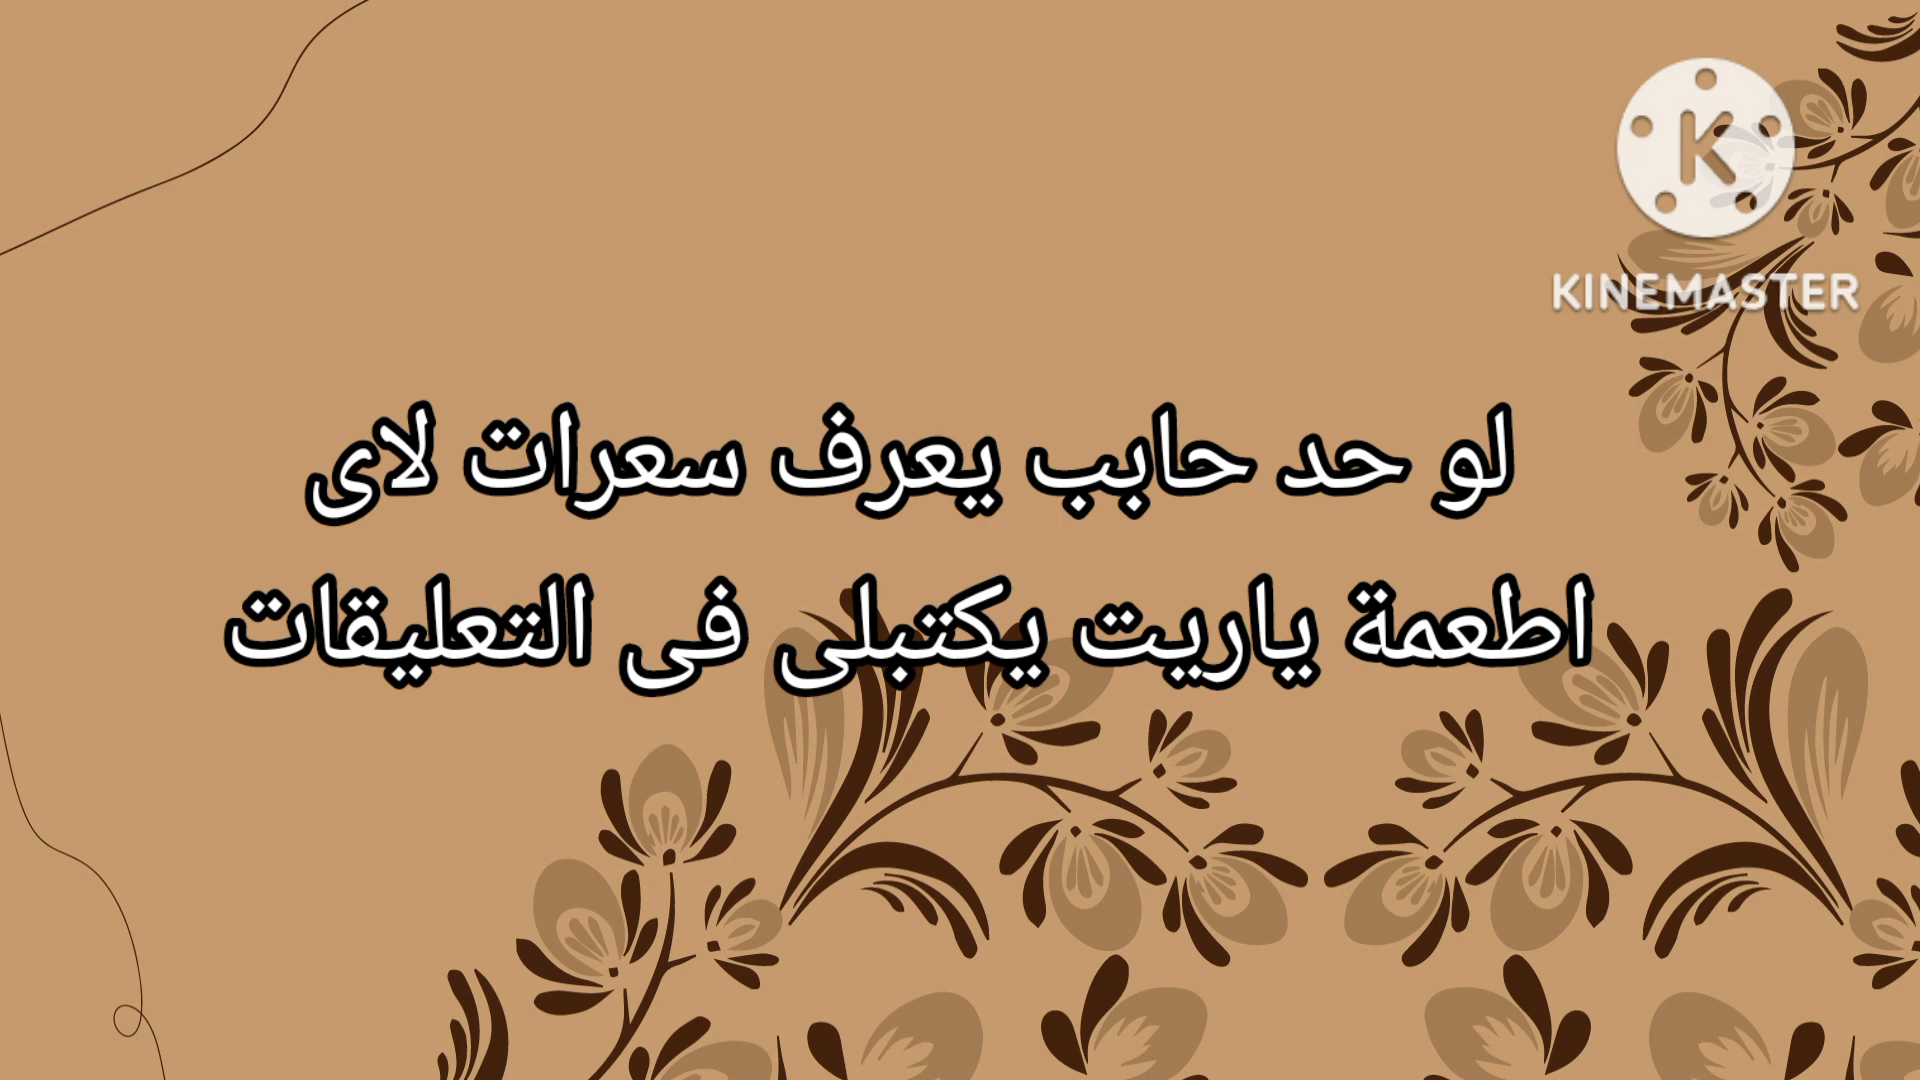 KINEMASTER
لو حد حابب يعرف سعرات لاى
اطعمة ياريت يكتبلى فى التعليقات